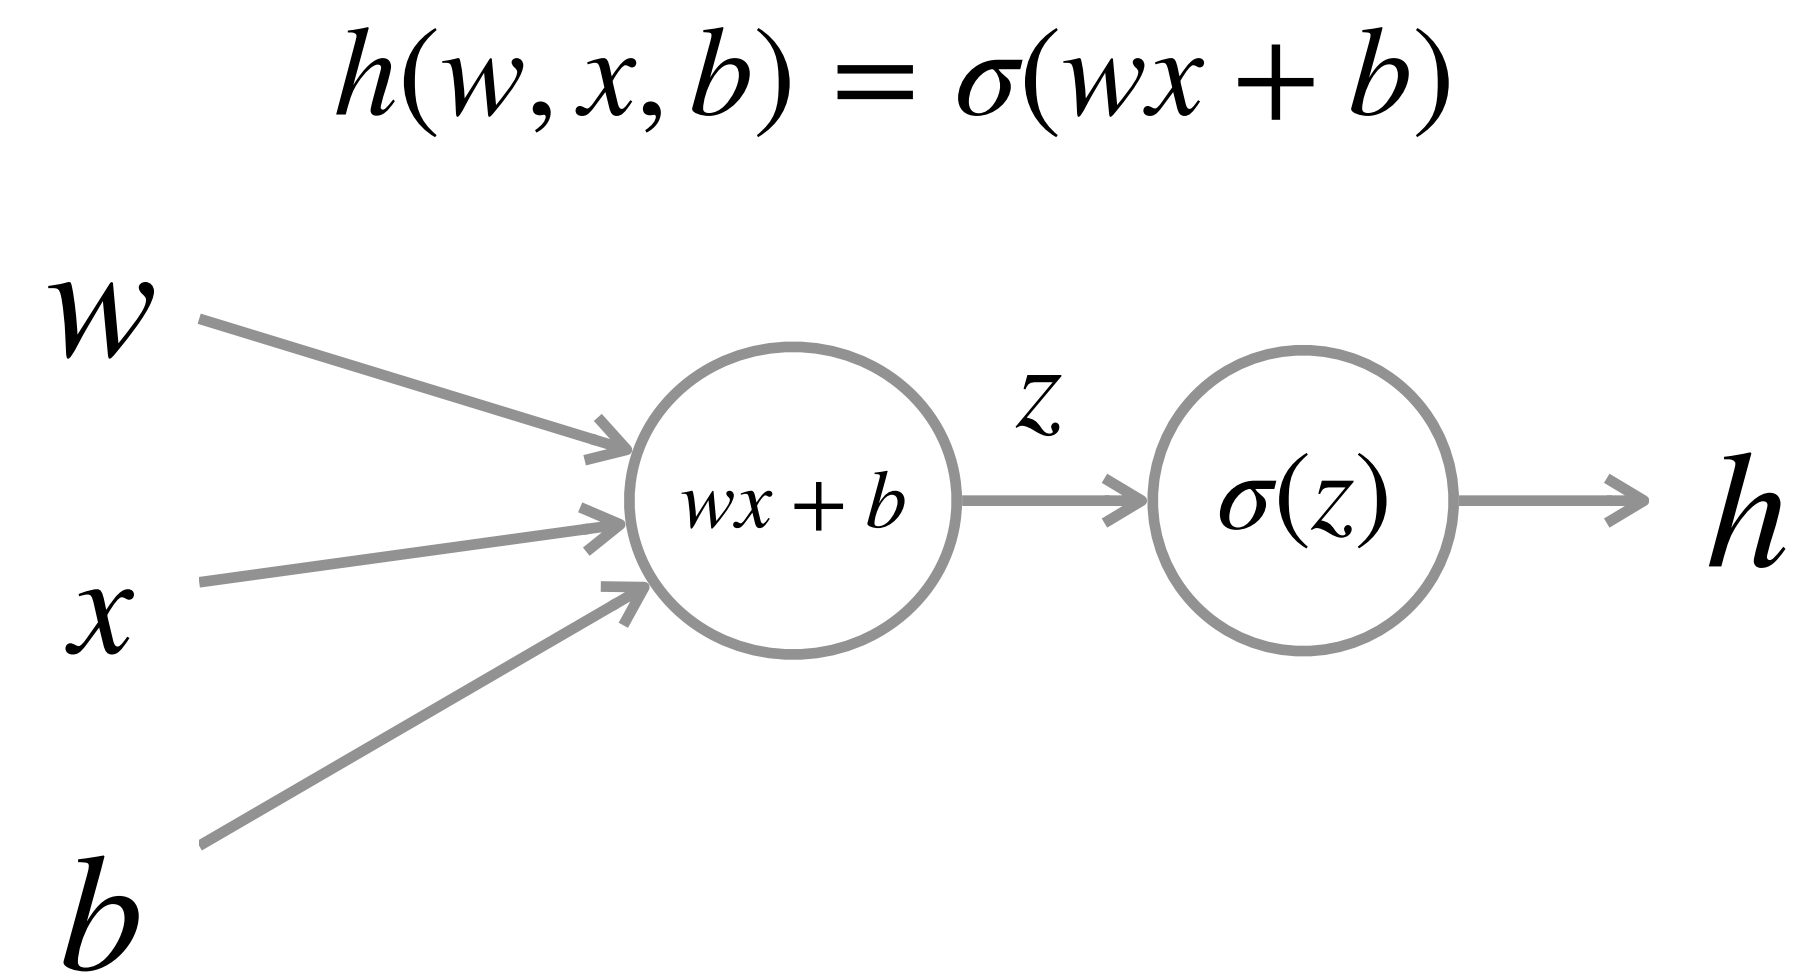 h(w, x, b) = σ(wx + b)
w
z
wx + b
σ(z)
h
x
b